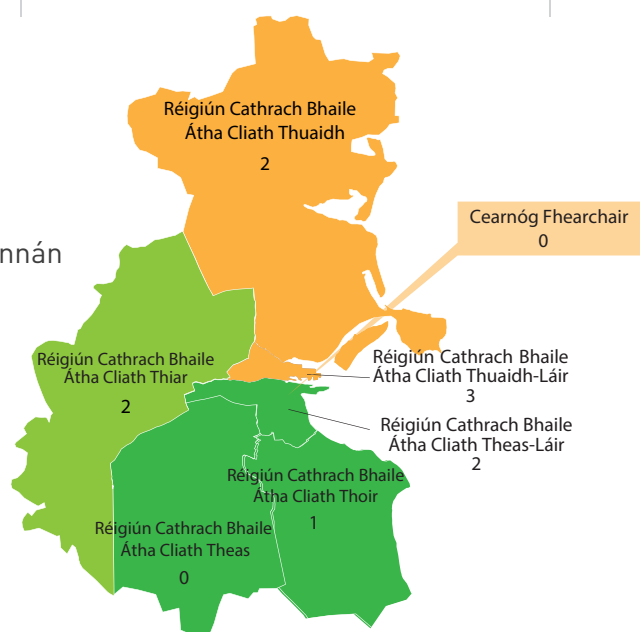 Réigiún Cathrach Bhaile
Átha Cliath Thuaidh
2
Cearnóg Fhearchair
0
Réigiún Cathrach Bhaile
Átha Cliath Thiar
2
Réigiún Cathrach Bhaile
Átha Cliath Thuaidh-Láir
3
Réigiún Cathrach Bhaile
Átha Cliath Theas-Láir
2
Réigiún Cathrach Bhaile
Átha Cliath Thoir
1
Réigiún Cathrach Bhaile
Átha Cliath Theas
0